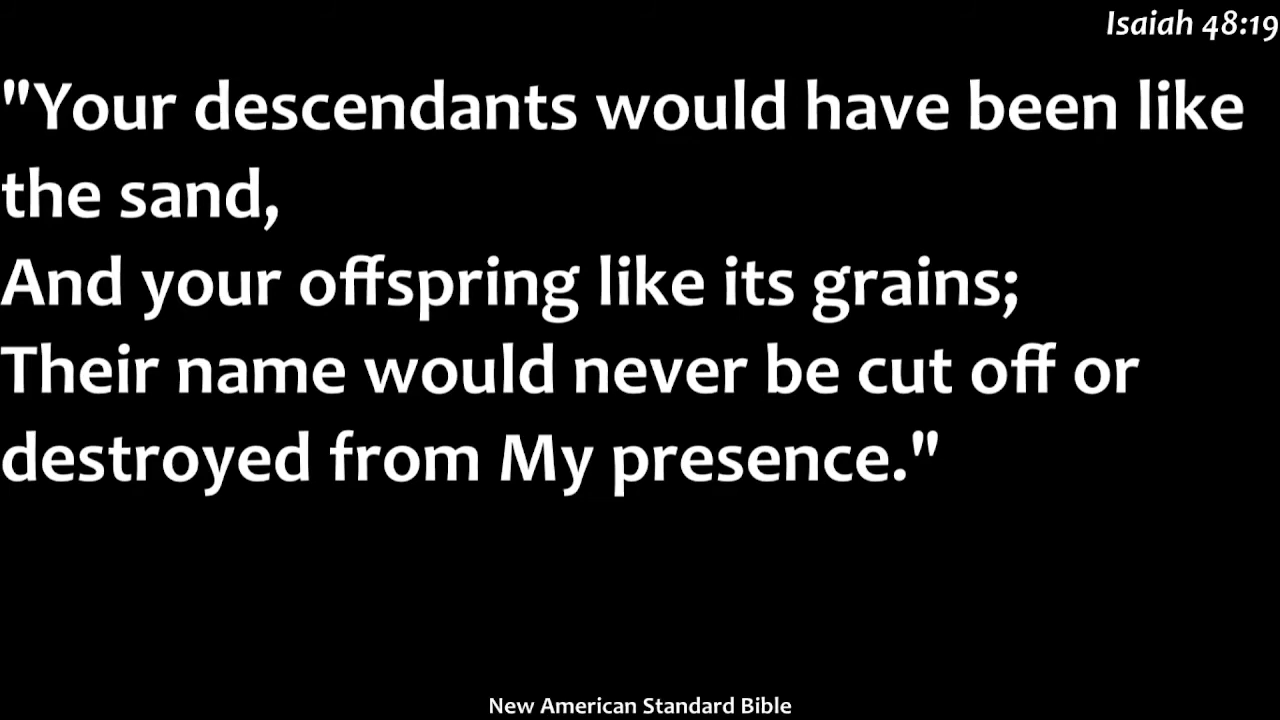 Isaiah 48:19
"Your descendants would have been like
the sand,
And your offspring like its grains;
Their name would never be cut off or
destroyed from My presence."
New American Standard Bible